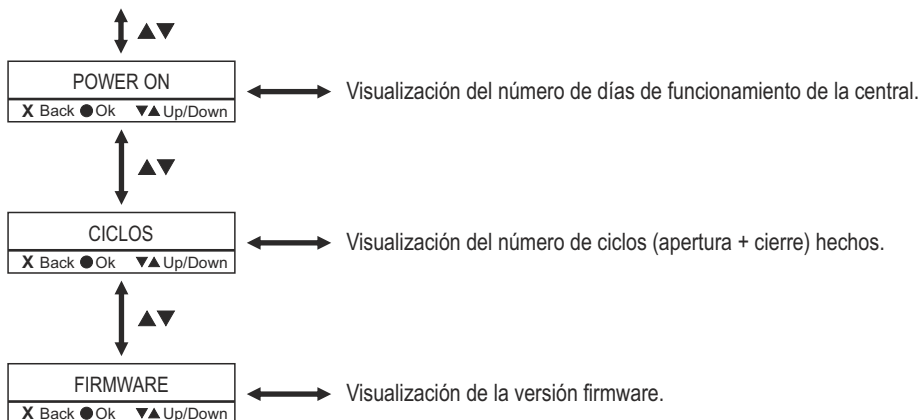 ▲▼
POWER ON
X Back ●Ok ▼▲Up/Down
Visualización del número de días de funcionamiento de la central.
▲▼
CICLOS
X Back ●Ok ▼▲Up/Down
Visualización del número de ciclos (apertura + cierre) hechos.
▲▼
FIRMWARE
X Back ●Ok ▼▲Up/Down
Visualización de la versión firmware.